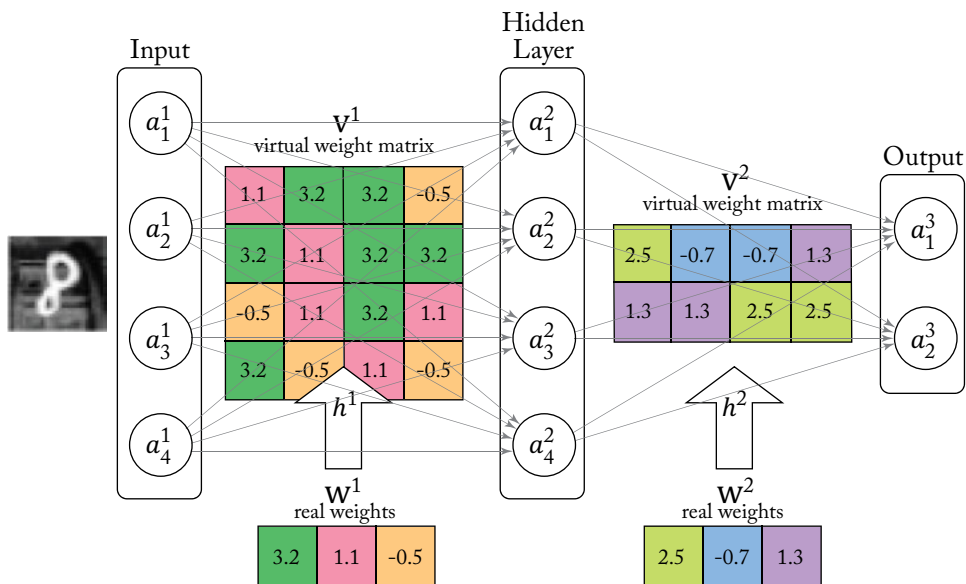 Input
Hidden
Layer
Output
a₁¹
a₂¹
a₃¹
a₄¹
V¹
virtual weight matrix
1.1 3.2 3.2 -0.5
3.2 1.1 3.2 3.2
-0.5 1.1 3.2 1.1
3.2 -0.5 1.1 -0.5
h¹
W¹
real weights
3.2 1.1 -0.5
a₁²
a₂²
a₃²
a₄²
V²
virtual weight matrix
2.5 -0.7 -0.7 1.3
1.3 1.3 2.5 2.5
h²
W²
real weights
2.5 -0.7 1.3
a₁³
a₂³